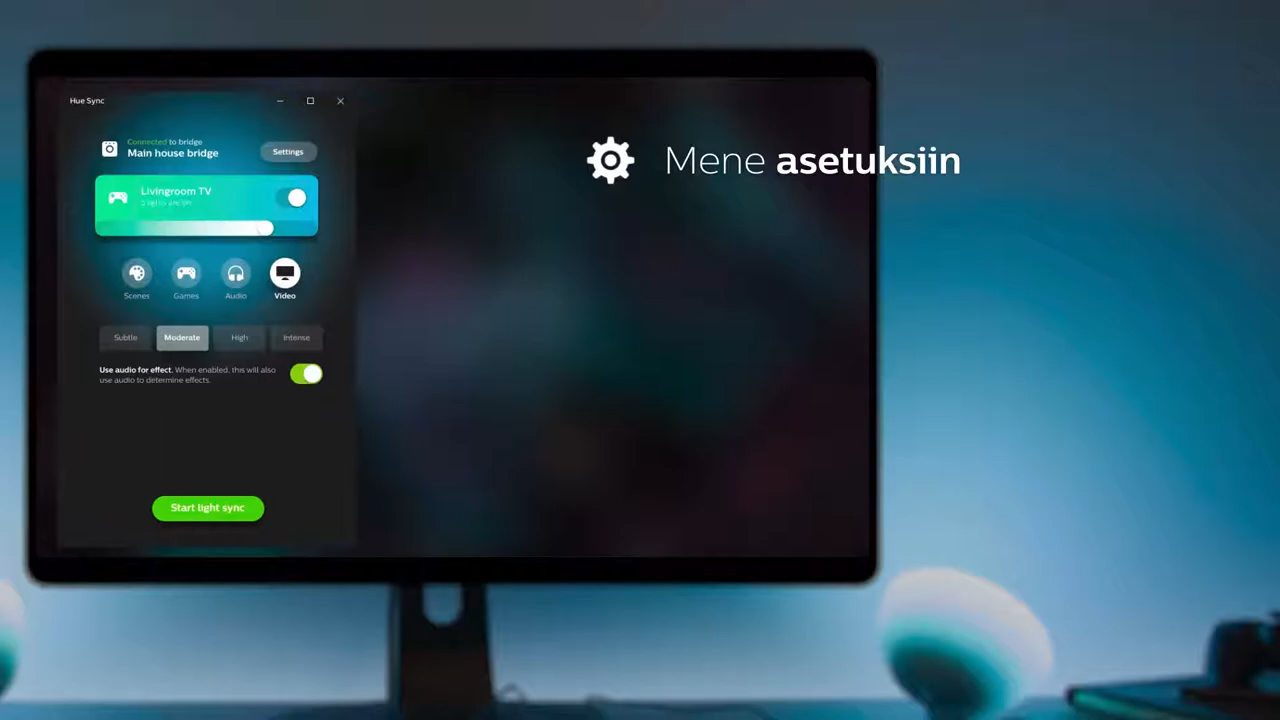 Hue Sync
Connected to bridge
Main house bridge
Settings
Livingroom TV
Scenes
Games
Audio
Video
Subtle
Moderate
High
Intense
Use audio for effect. When enabled, this will also
use audio to determine effects.
Start light sync
Mene asetuksiin